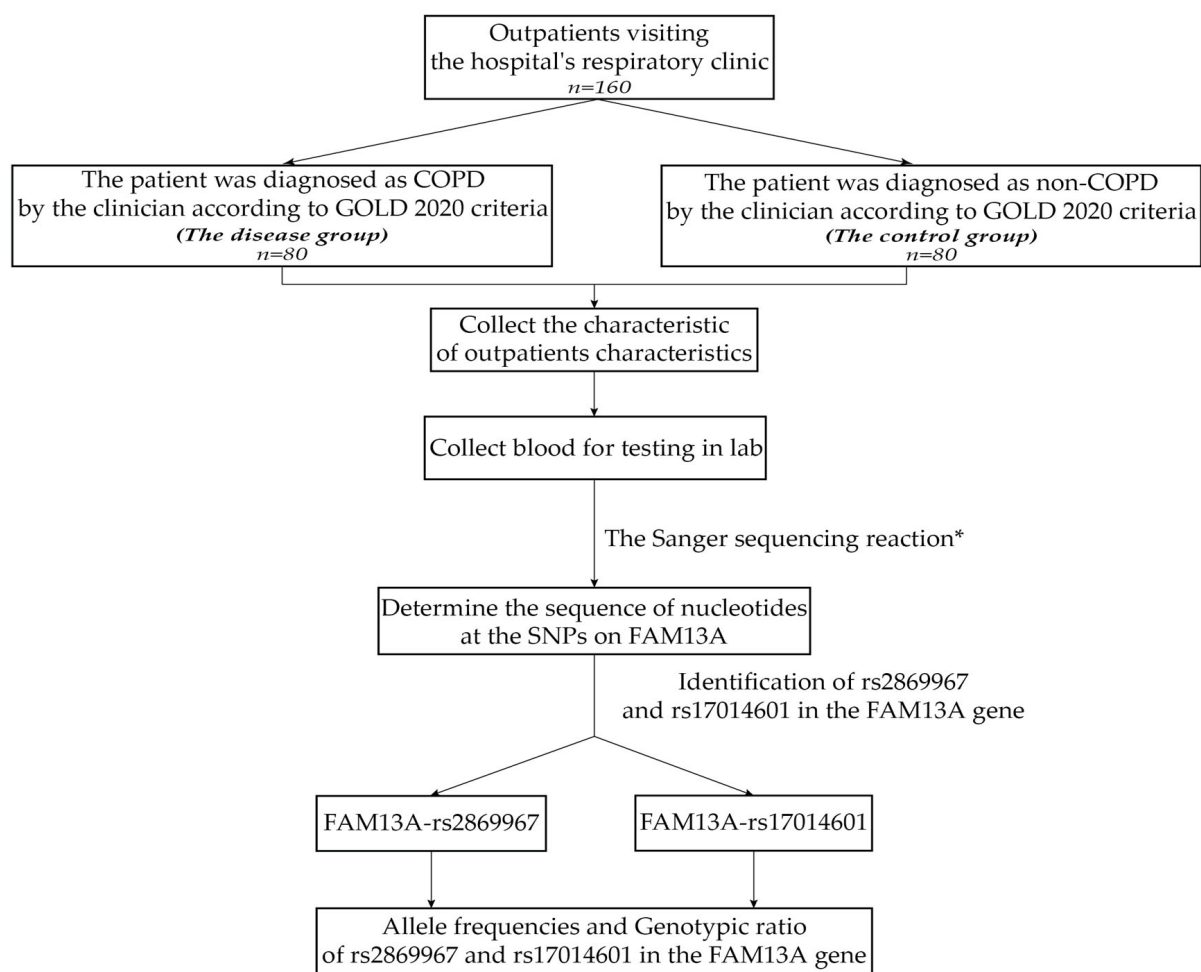 Outpatients visiting
the hospital's respiratory clinic
n=160
The patient was diagnosed as COPD
by the clinician according to GOLD 2020 criteria
(The disease group)
n=80
The patient was diagnosed as non-COPD
by the clinician according to GOLD 2020 criteria
(The control group)
n=80
Collect the characteristic
of outpatients characteristics
Collect blood for testing in lab
The Sanger sequencing reaction*
Determine the sequence of nucleotides
at the SNPs on FAM13A
Identification of rs2869967
and rs17014601 in the FAM13A gene
FAM13A-rs2869967
FAM13A-rs17014601
Allele frequencies and Genotypic ratio
of rs2869967 and rs17014601 in the FAM13A gene